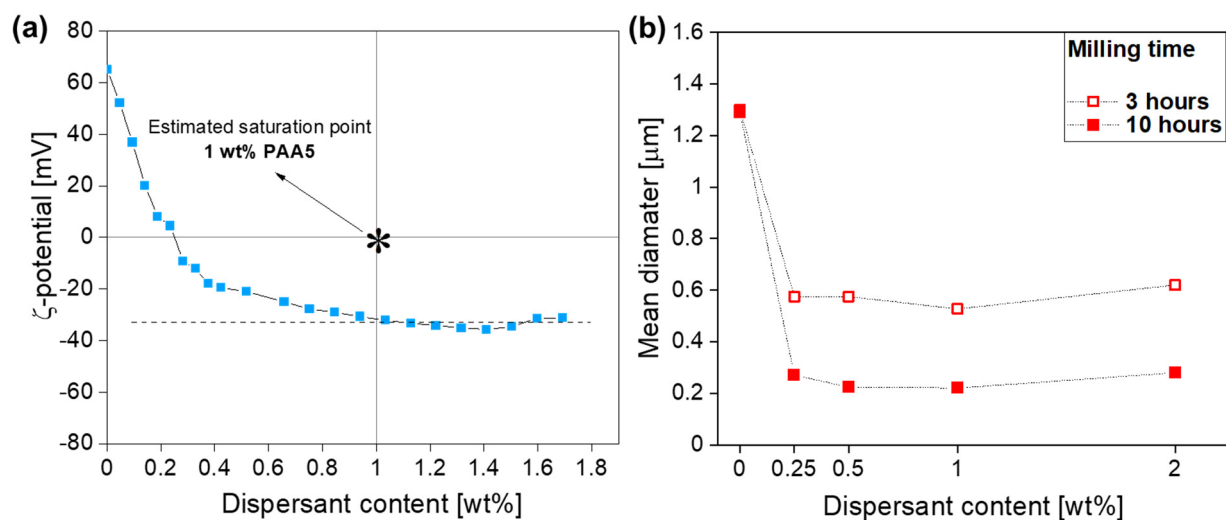 (a)
80
60
40
20
0
-20
-40
-60
-80
ζ-potential [mV]
Estimated saturation point
1 wt% PAA5
*
0 0.2 0.4 0.6 0.8 1 1.2 1.4 1.6 1.8
Dispersant content [wt%]
(b)
1.6
1.4
1.2
1
0.8
0.6
0.4
0.2
0
Mean diamater [μm]
Milling time
3 hours
10 hours
0 0.25 0.5 1 2
Dispersant content [wt%]